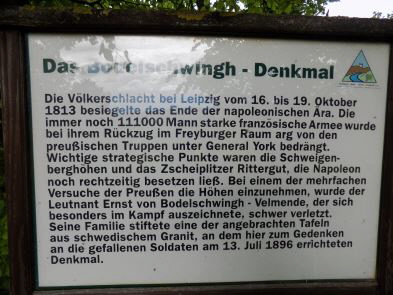 Das Bodelschwingh - Denkmal
Die Völkerschlacht bei Leipzig vom 16. bis 19. Oktober
1813 besiegelte das Ende der napoleonischen Ära. Die
immer noch 111000 Mann starke französische Armee wurde
bei ihrem Rückzug im Freyburger Raum arg von den
preußischen Truppen unter General York bedrängt.
Wichtige strategische Punkte waren die Schweigen-
berghöhen und das Zscheiplitzer Rittergut, die Napoleon
noch rechtzeitig besetzen ließ. Bei einem der mehrfachen
Versuche der Preußen die Höhen einzunehmen, wurde der
Leutnant Ernst von Bodelschwingh - Velmende, der sich
besonders im Kampf auszeichnete, schwer verletzt.
Seine Familie stiftete eine der angebrachten Tafeln
aus schwedischem Granit, an dem hier zum Gedenken
an die gefallenen Soldaten am 13. Juli 1896 errichteten
Denkmal.